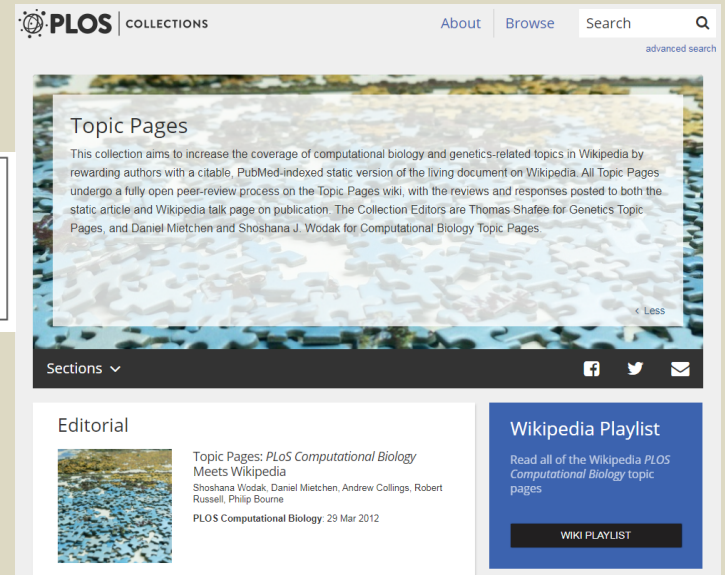 PLOS COLLECTIONS
About Browse Search
advanced search
Topic Pages
This collection aims to increase the coverage of computational biology and genetics-related topics in Wikipedia by
rewarding authors with a citable, PubMed-indexed static version of the living document on Wikipedia. All Topic Pages
undergo a fully open peer-review process on the Topic Pages wiki, with the reviews and responses posted to both the
static article and Wikipedia talk page on publication. The Collection Editors are Thomas Shafee for Genetics Topic
Pages, and Daniel Mietchen and Shoshana J. Wodak for Computational Biology Topic Pages
< Less
Sections
Editorial
Topic Pages: PLoS Computational Biology
Meets Wikipedia
Shoshana Wodak, Daniel Mietchen, Andrew Collings, Robert
Russell, Philip Bourne
PLOS Computational Biology: 29 Mar 2012
Wikipedia Playlist
Read all of the Wikipedia PLOS
Computational Biology topic
pages
WIKI PLAYLIST